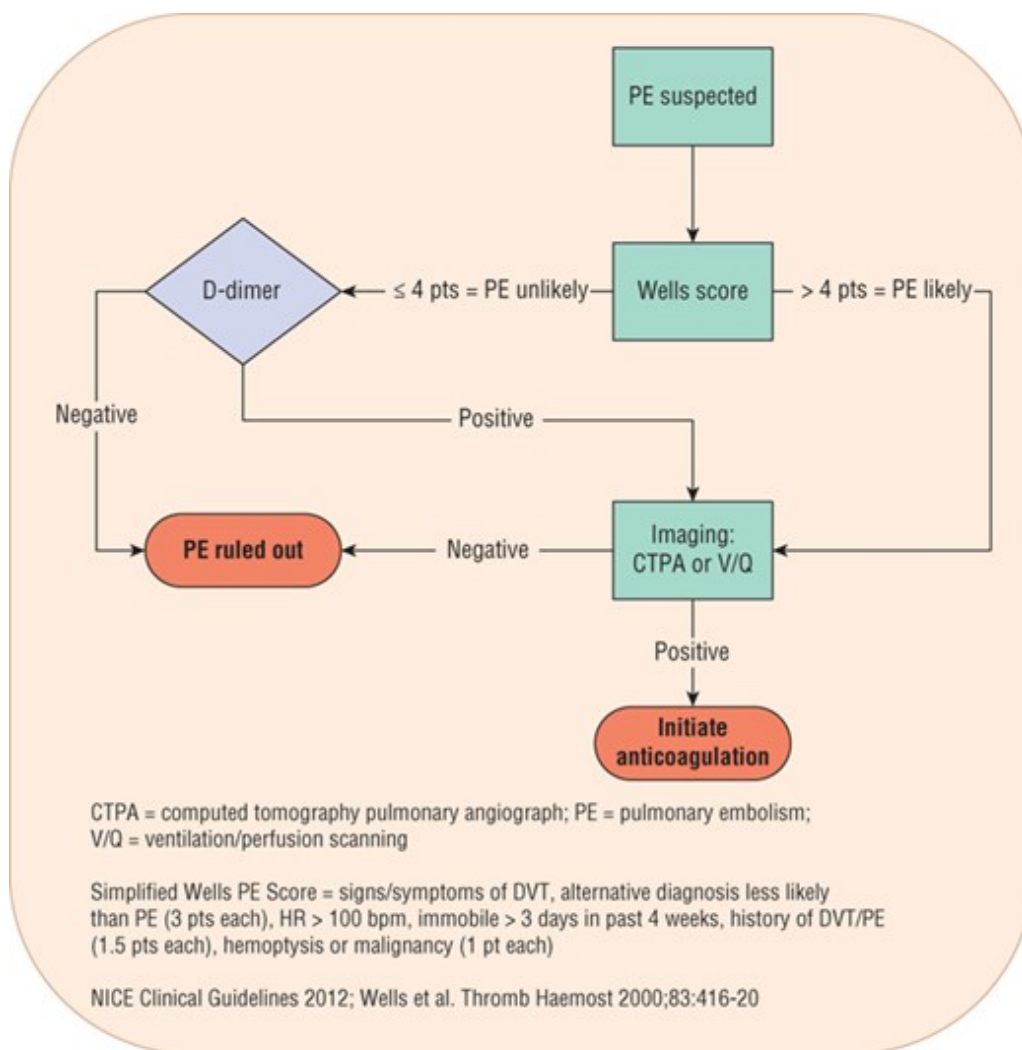 PE suspected
Wells score
≤ 4 pts = PE unlikely
> 4 pts = PE likely
D-dimer
Negative
Positive
Imaging:
CTPA or V/Q
Negative
PE ruled out
Positive
Initiate
anticoagulation
CTPA = computed tomography pulmonary angiograph; PE = pulmonary embolism;
V/Q = ventilation/perfusion scanning
Simplified Wells PE Score = signs/symptoms of DVT, alternative diagnosis less likely
than PE (3 pts each), HR > 100 bpm, immobile > 3 days in past 4 weeks, history of DVT/PE
(1.5 pts each), hemoptysis or malignancy (1 pt each)
NICE Clinical Guidelines 2012; Wells et al. Thromb Haemost 2000;83:416-20